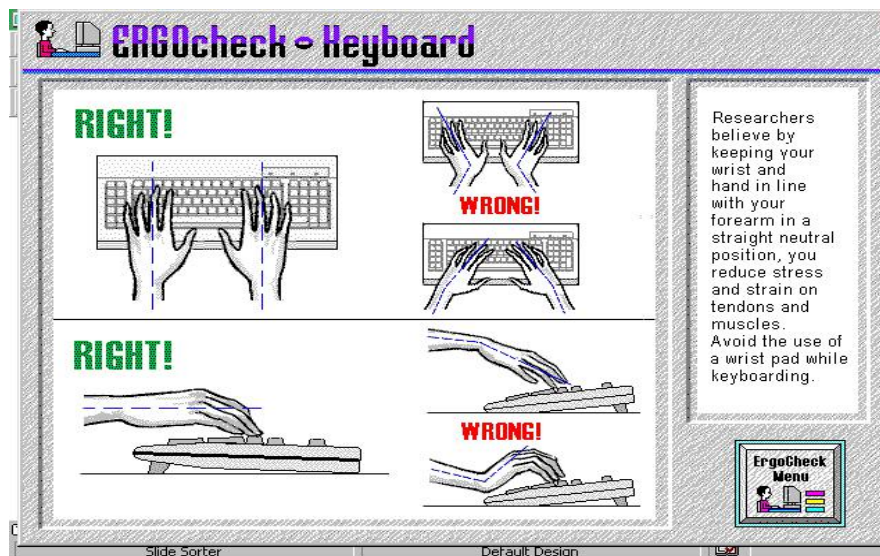 ERGOcheck - Keyboard
RIGHT!
WRONG!
RIGHT!
WRONG!
Researchers
believe by
keeping your
wrist and
hand in line
with your
forearm in a
straight neutral
position, you
reduce stress
and strain on
tendons and
muscles.
Avoid the use of
a wrist pad while
keyboarding.
ErgoCheck
Menu
Slide Sorter
Default Design